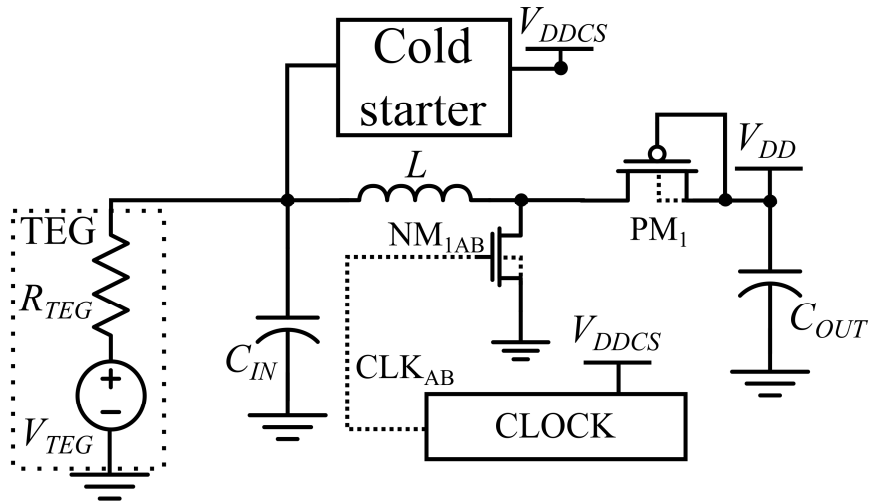 V_DDCS
Cold
starter
V_DD
L
TEG
NM_1AB
PM_1
R_TEG
V_DDCS
C_OUT
C_IN
CLK_AB
+
−
V_TEG
CLOCK